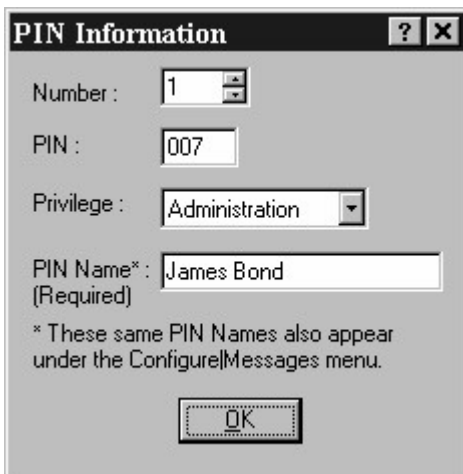 PIN Information
Number : 1
PIN : 007
Privilege : Administration
PIN Name* : James Bond
(Required)
* These same PIN Names also appear
under the Configure|Messages menu.
OK